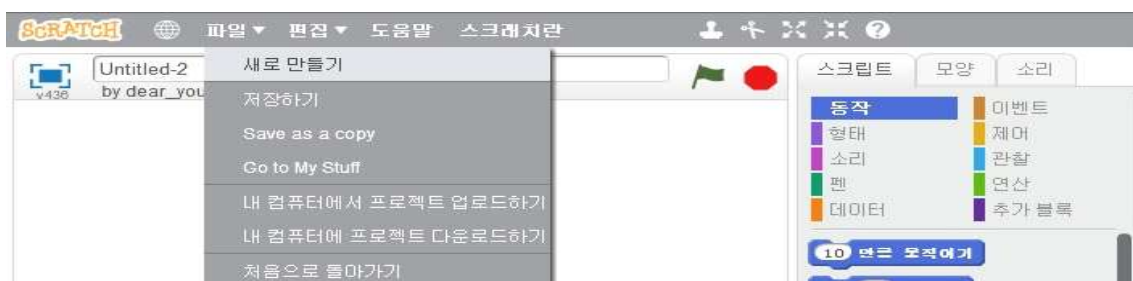 SCRATCH 파일▼ 편집▼ 도움말 스크래치란
v436
Untitled-2
by dear_you
새로 만들기
저장하기
Save as a copy
Go to My Stuff
내 컴퓨터에서 프로젝트 업로드하기
내 컴퓨터에 프로젝트 다운로드하기
처음으로 돌아가기
스크립트 모양 소리
동작 이벤트
형태 제어
소리 관찰
펜 연산
데이터 추가 블록
10 만큼 움직이기